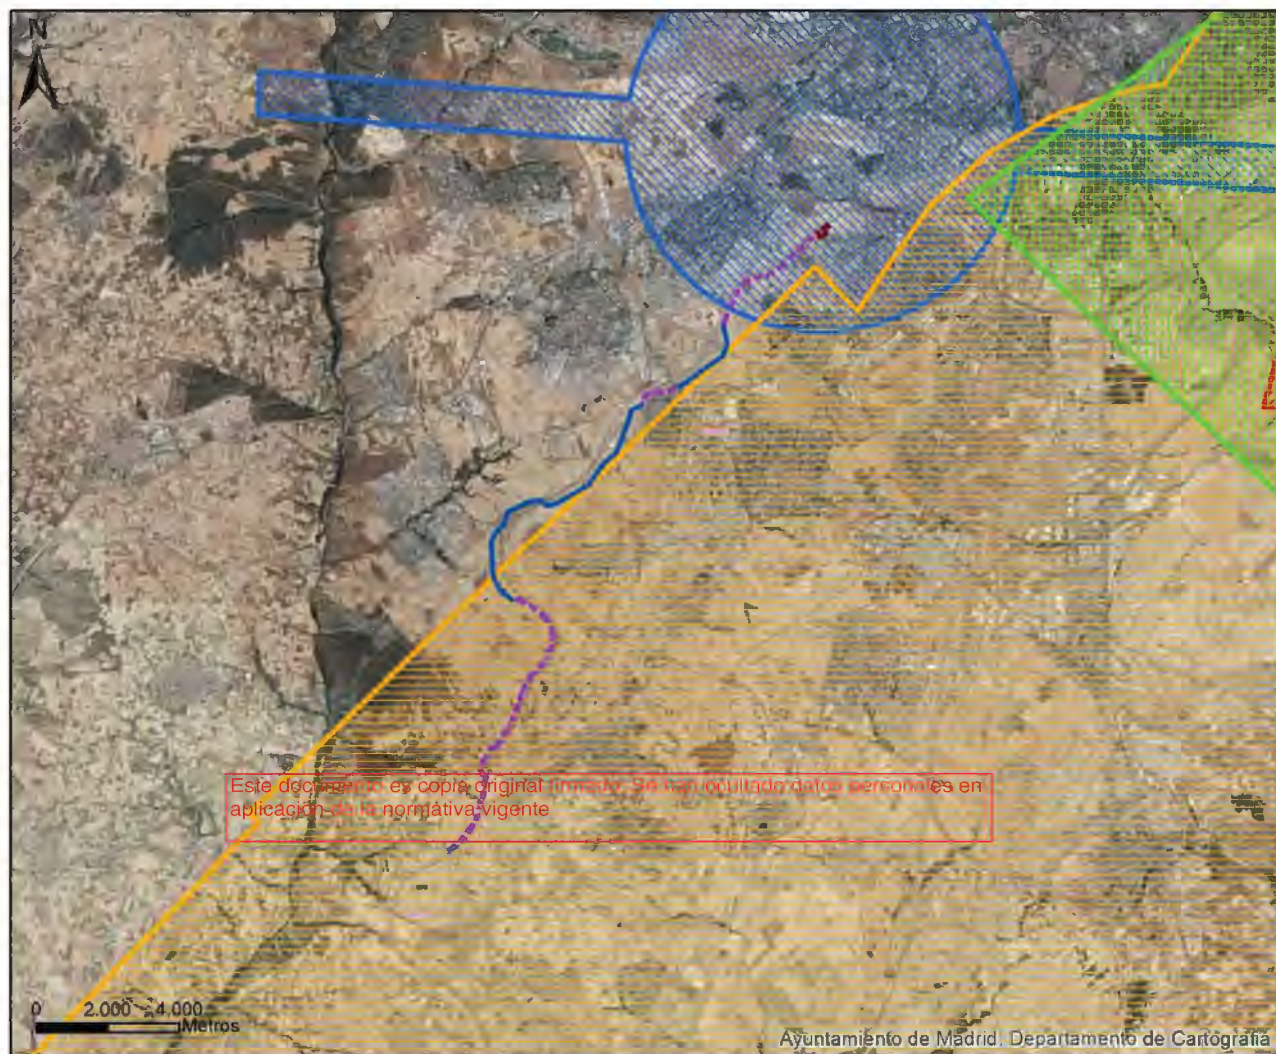 N
Este documento es copia original firmado. Se han ocultado datos personales en
aplicación de la normativa vigente
0 2.000 4.000
Metros
Ayuntamiento de Madrid. Departamento de Cartografía